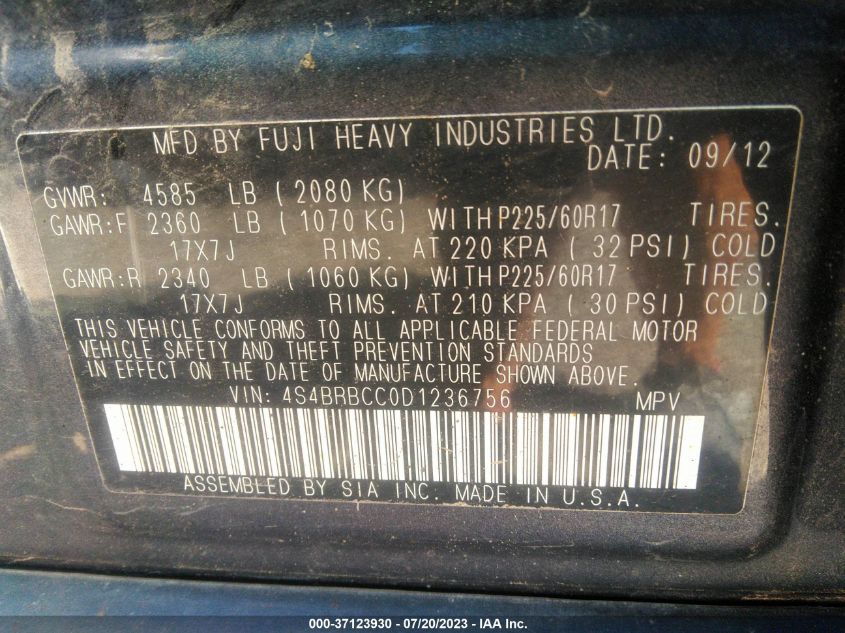 MFD BY FUJI HEAVY INDUSTRIES LTD.
DATE: 09/12
GVWR: 4585 LB (2080 KG)
GAWR:F 2360 LB (1070 KG) WITH P225/60R17 TIRES.
17X7J RIMS. AT 220 KPA (32 PSI) COLD
GAWR:R 2340 LB (1060 KG) WITH P225/60R17 TIRES.
17X7J RIMS. AT 210 KPA (30 PSI) COLD
THIS VEHICLE CONFORMS TO ALL APPLICABLE FEDERAL MOTOR
VEHICLE SAFETY AND THEFT PREVENTION STANDARDS
IN EFFECT ON THE DATE OF MANUFACTURE SHOWN ABOVE.
VIN: 4S4BRBCC0D1236756 MPV
ASSEMBLED BY SIA INC. MADE IN U.S.A.
000-37123930 - 07/20/2023 - IAA Inc.